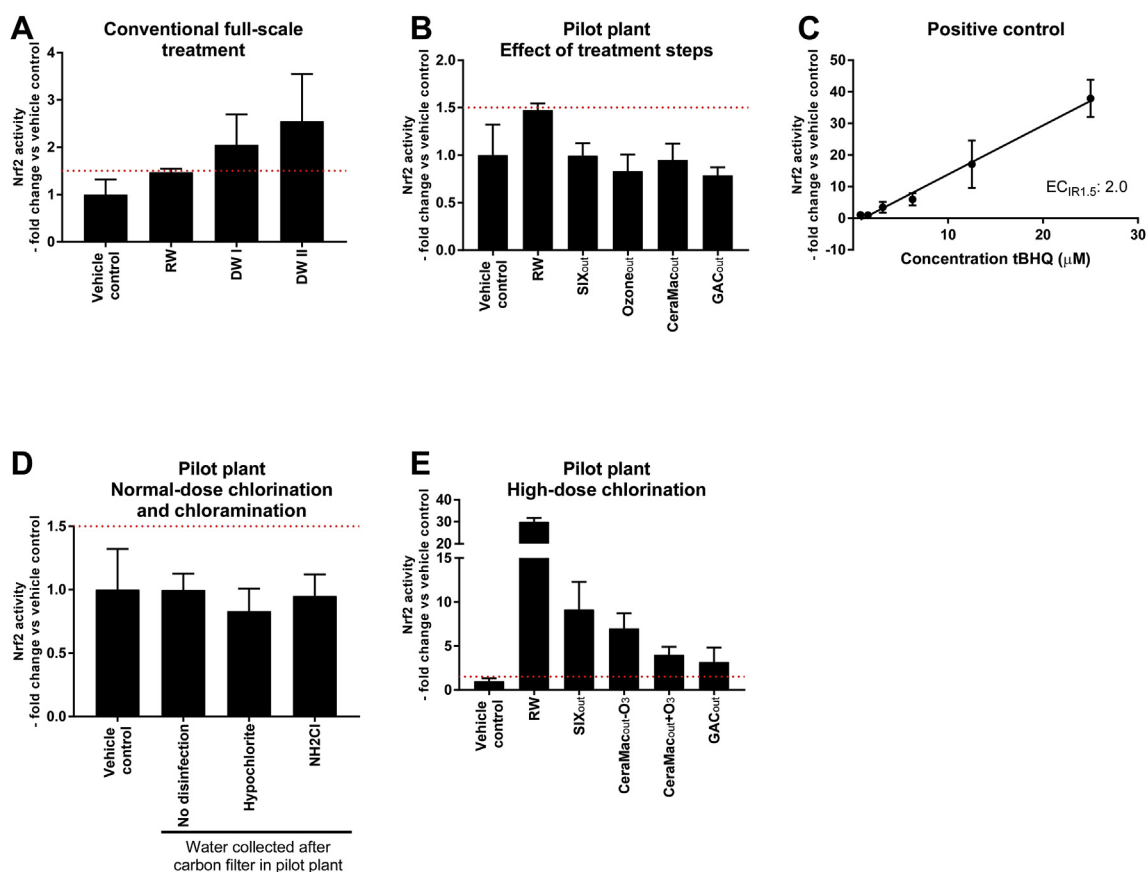 A
Conventional full-scale
treatment
Nrf2 activity
- fold change vs vehicle control
4
3
2
1
0
Vehicle
control
RW
DW I
DW II
B
Pilot plant
Effect of treatment steps
Nrf2 activity
- fold change vs vehicle control
2.0
1.5
1.0
0.5
0.0
Vehicle
control
RW
SIXout
Ozoneout
CeraMacout
GACout
C
Positive control
Nrf2 activity
- fold change vs vehicle control
50
40
30
20
10
0
-10
10
20
30
ECIR1.5: 2.0
Concentration tBHQ (μM)
D
Pilot plant
Normal-dose chlorination
and chloramination
Nrf2 activity
- fold change vs vehicle control
1.5
1.0
0.5
0.0
Vehicle
control
No disinfection
Hypochlorite
NH2Cl
Water collected after
carbon filter in pilot plant
E
Pilot plant
High-dose chlorination
Nrf2 activity
- fold change vs vehicle control
40
30
20
15
10
5
0
Vehicle
control
RW
SIXout
CeraMacout-O3
CeraMacout+O3
GACout